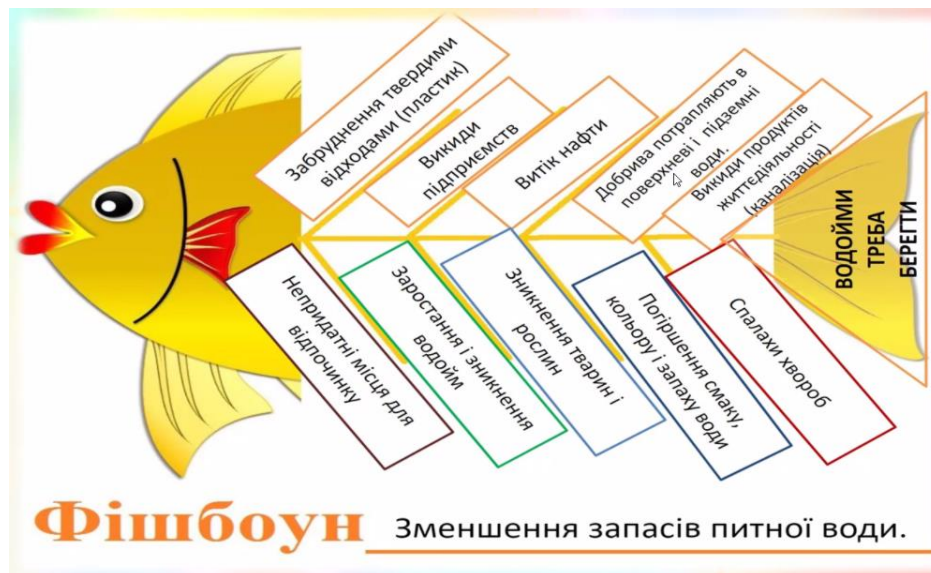 Забруднення твердими
відходами (пластик)
Викиди
підприємств
Витік нафти
Добрива потрапляють в
поверхневі і підземні
води.
Викиди продуктів
життєдіяльності
(каналізація)
ВОДОЙМИ
ТРЕБА
БЕРЕГТИ
Непридатні місця для
відпочинку
Заростання і зникнення
водойм
Зникнення тварин і
рослин
Погіршення смаку,
кольору і запаху води
Спалахи хвороб
Фішбоун
Зменшення запасів питної води.